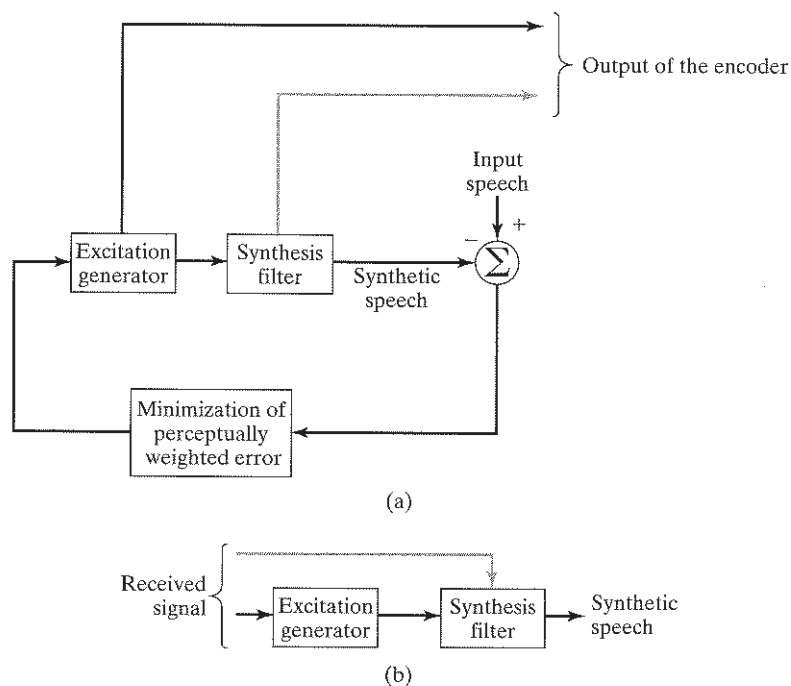 Output of the encoder
Input
speech
+
−
Excitation
generator
Synthesis
filter
Σ
Synthetic
speech
Minimization of
perceptually
weighted error
(a)
Received
signal
Excitation
generator
Synthesis
filter
Synthetic
speech
(b)